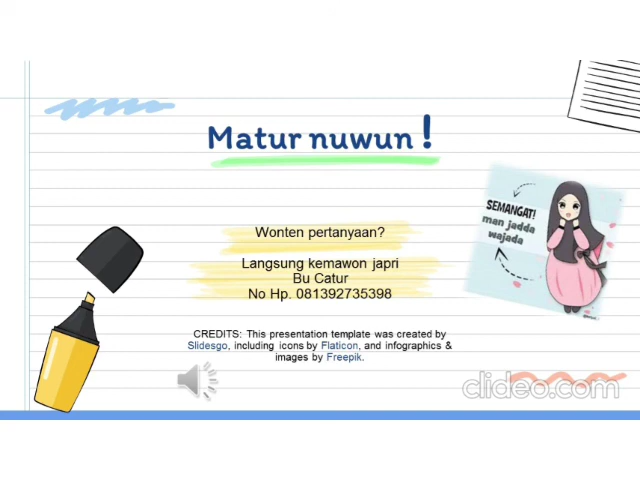 Matur nuwun!
SEMANGAT!
man jadda
wajada
Wonten pertanyaan?
Langsung kemawon japri
Bu Catur
No Hp. 081392735398
CREDITS: This presentation template was created by
Slidesgo, including icons by Flaticon, and infographics &
images by Freepik.
clideo.com